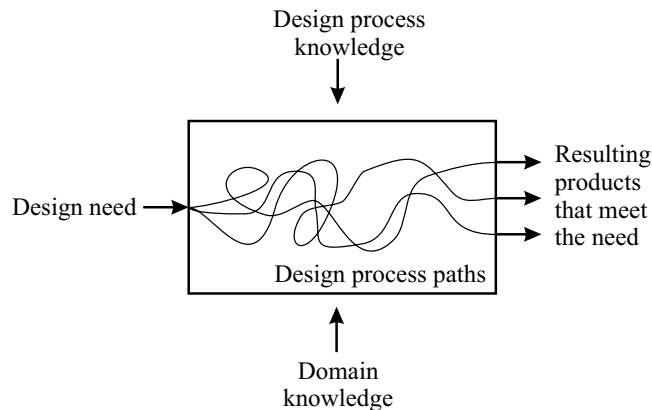 Design process
knowledge
Design need
Resulting
products
that meet
the need
Design process paths
Domain
knowledge